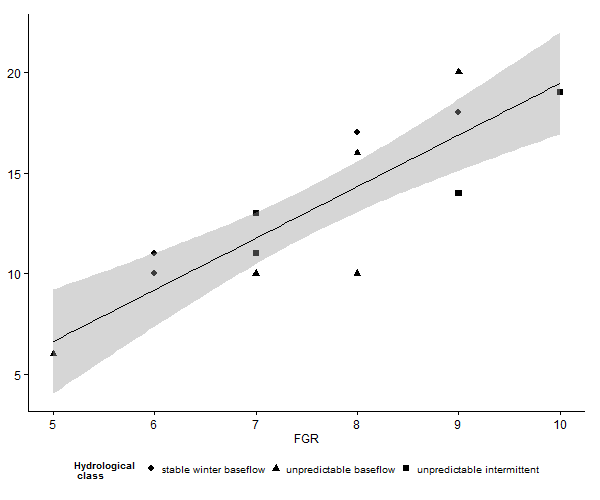 20
15
10
5
5 6 7 8 9 10
FGR
Hydrological
class
stable winter baseflow unpredictable baseflow unpredictable intermittent